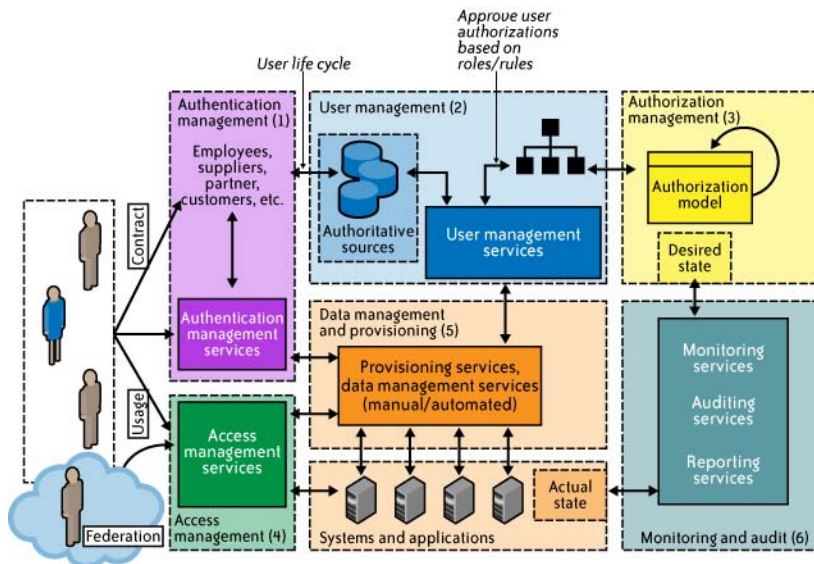 Approve user
authorizations
based on
roles/rules
User life cycle
Authentication
management (1)
Employees,
suppliers,
partner,
customers, etc.
User management (2)
Authorization
management (3)
Authoritative
sources
User management
services
Authorization
model
Desired
state
Contract
Authentication
management
services
Data management
and provisioning (5)
Provisioning services,
data management services
(manual/automated)
Monitoring
services
Auditing
services
Reporting
services
Usage
Access
management
services
Federation
Access
management (4)
Actual
state
Systems and applications
Monitoring and audit (6)